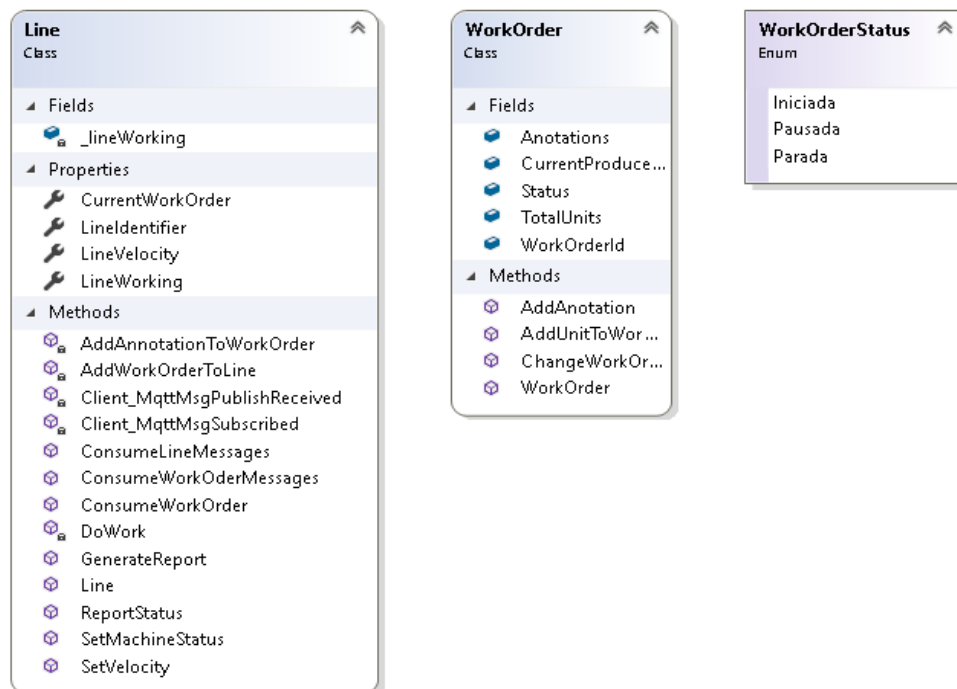 Line
Class
Fields
_lineWorking
Properties
CurrentWorkOrder
LineIdentifier
LineVelocity
LineWorking
Methods
AddAnnotationToWorkOrder
AddWorkOrderToLine
Client_MqttMsgPublishReceived
Client_MqttMsgSubscribed
ConsumeLineMessages
ConsumeWorkOderMessages
ConsumeWorkOrder
DoWork
GenerateReport
Line
ReportStatus
SetMachineStatus
SetVelocity
WorkOrder
Class
Fields
Anotations
CurrentProduce...
Status
TotalUnits
WorkOrderId
Methods
AddAnotation
AddUnitToWor...
ChangeWorkOr...
WorkOrder
WorkOrderStatus
Enum
Iniciada
Pausada
Parada